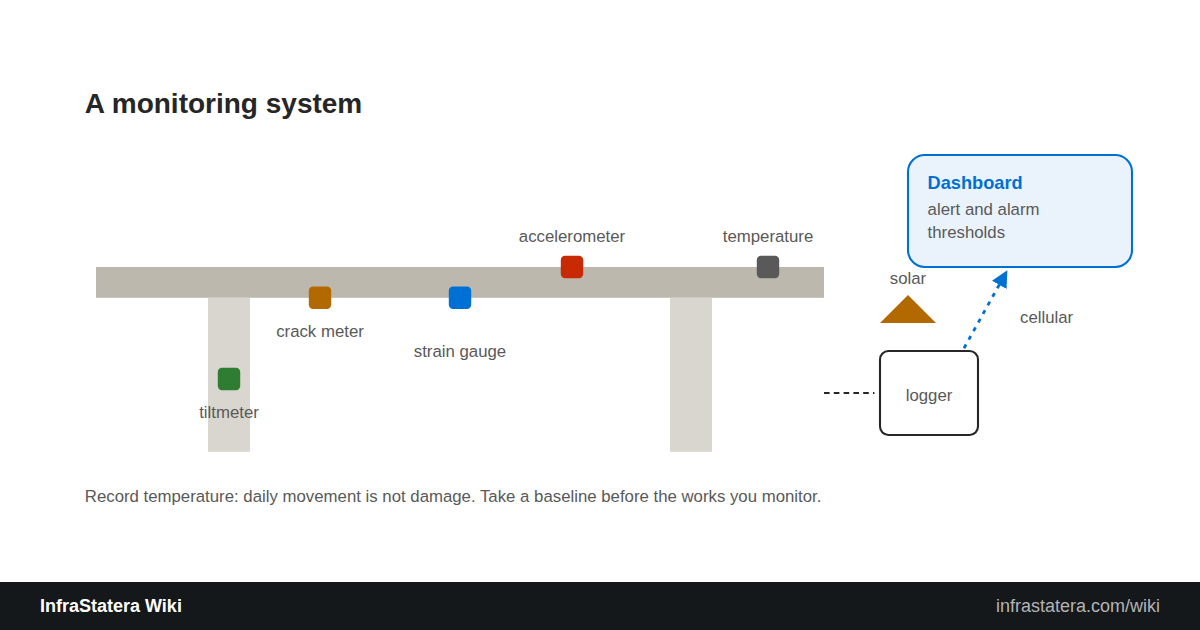 A monitoring system
Dashboard
alert and alarm
thresholds
accelerometer
temperature
solar
cellular
crack meter
strain gauge
logger
tiltmeter
Record temperature: daily movement is not damage. Take a baseline before the works you monitor.
InfraStatera Wiki
infrastatera.com/wiki